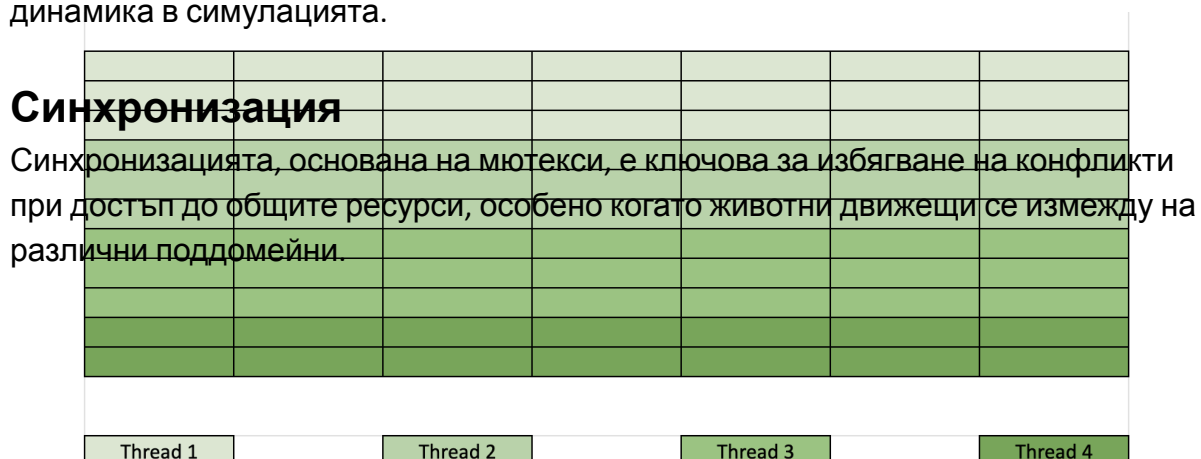 динамика в симулацията.
Синхронизация
Синхронизацията, основана на мютекси, е ключова за избягване на конфликти
при достъп до общите ресурси, особено когато животни движещи се измежду на
различни поддомейни.
Thread 1 Thread 2 Thread 3 Thread 4